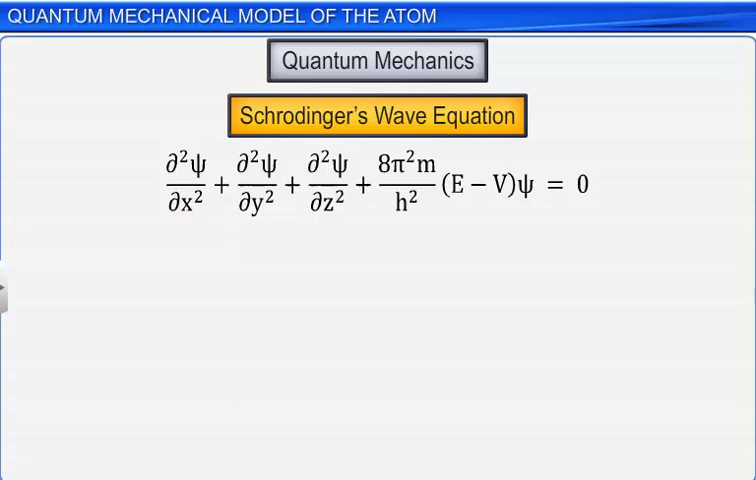 QUANTUM MECHANICAL MODEL OF THE ATOM
Quantum Mechanics
Schrodinger's Wave Equation
∂²ψ/∂x² + ∂²ψ/∂y² + ∂²ψ/∂z² + 8π²m/h² (E − V)ψ = 0